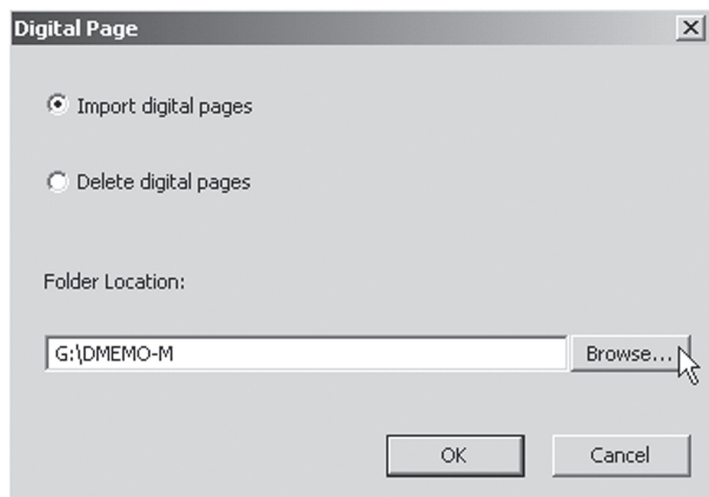 Digital Page
Import digital pages
Delete digital pages
Folder Location:
G:\DMEMO-M
Browse...
OK
Cancel